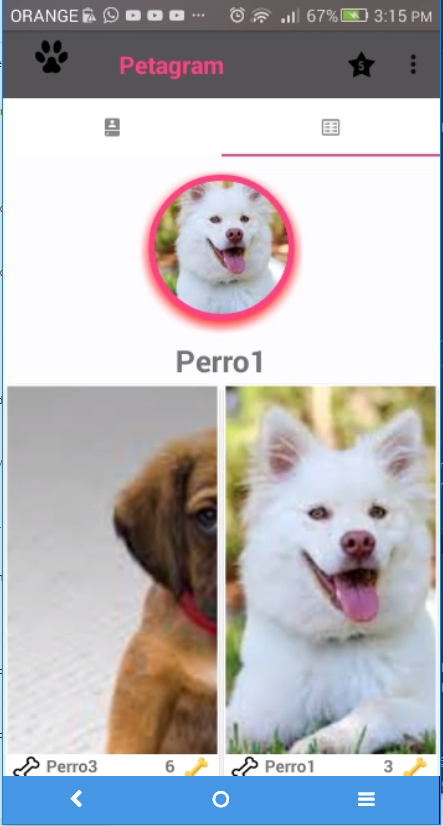 ORANGE ... 67% 3:15 PM
Petagram 5
Perro1
Perro3 6 Perro1 3